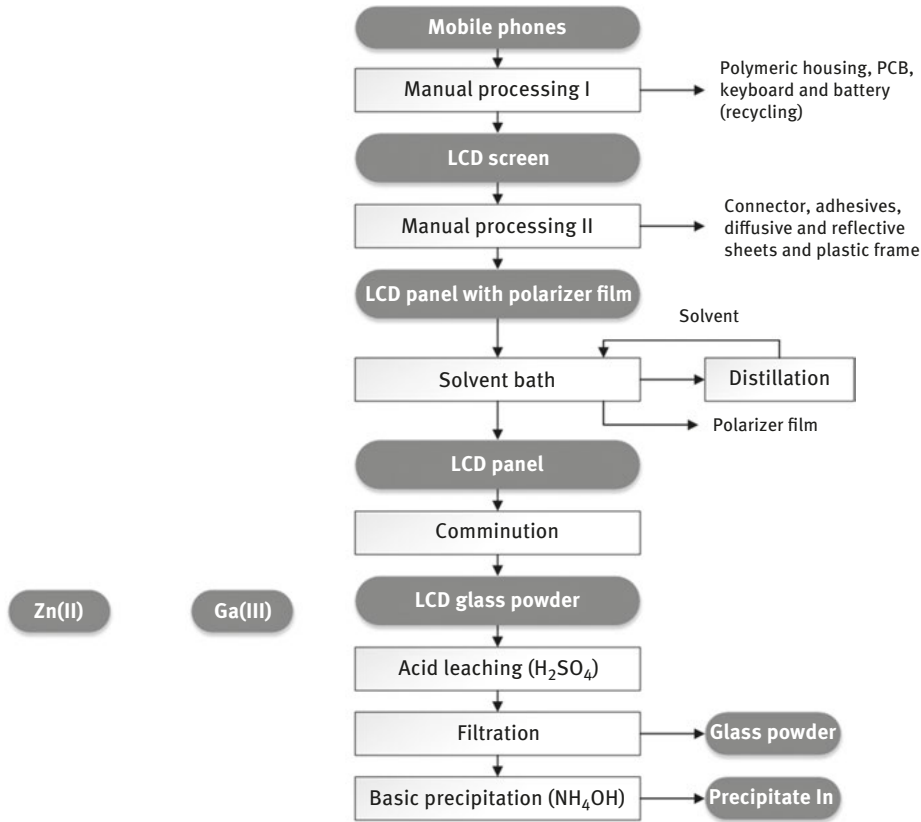 Mobile phones
Manual processing I
Polymeric housing, PCB,
keyboard and battery
(recycling)
LCD screen
Manual processing II
Connector, adhesives,
diffusive and reflective
sheets and plastic frame
LCD panel with polarizer film
Solvent
Solvent bath
Distillation
Polarizer film
LCD panel
Comminution
Zn(II)
Ga(III)
LCD glass powder
Acid leaching (H₂SO₄)
Filtration
Glass powder
Basic precipitation (NH₄OH)
Precipitate In